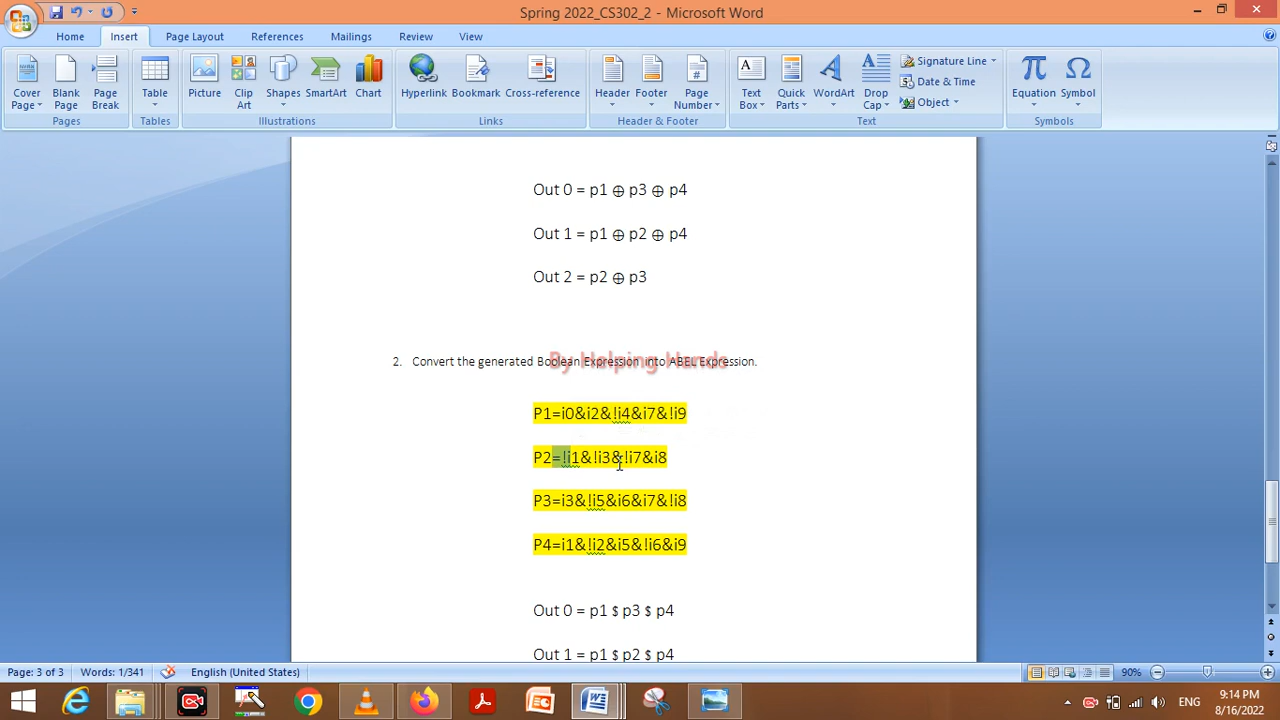 Spring 2022_CS302_2 - Microsoft Word
Home Insert Page Layout References Mailings Review View
Cover Page Blank Page Page Break Table Picture Clip Art Shapes SmartArt Chart Hyperlink Bookmark Cross-reference Header Footer Page Number Text Box Quick Parts WordArt Drop Cap Signature Line Date & Time Object Equation Symbol
Pages Tables Illustrations Links Header & Footer Text Symbols
Out 0 = p1 ⊕ p3 ⊕ p4
Out 1 = p1 ⊕ p2 ⊕ p4
Out 2 = p2 ⊕ p3
2. Convert the generated Boolean Expression into ABEL Expression.
By Helping Hands
P1=i0&i2&!i4&i7&!i9
P2=!i1&!i3&!i7&i8
P3=i3&!i5&i6&i7&!i8
P4=i1&!i2&i5&!i6&i9
Out 0 = p1 $ p3 $ p4
Out 1 = p1 $ p2 $ p4
Page: 3 of 3 Words: 1/341 English (United States) 90%
ENG 9:14 PM
8/16/2022